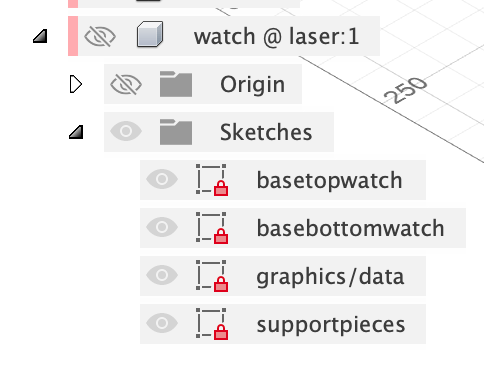 watch @ laser:1
Origin
250
Sketches
basetopwatch
basebottomwatch
graphics/data
supportpieces